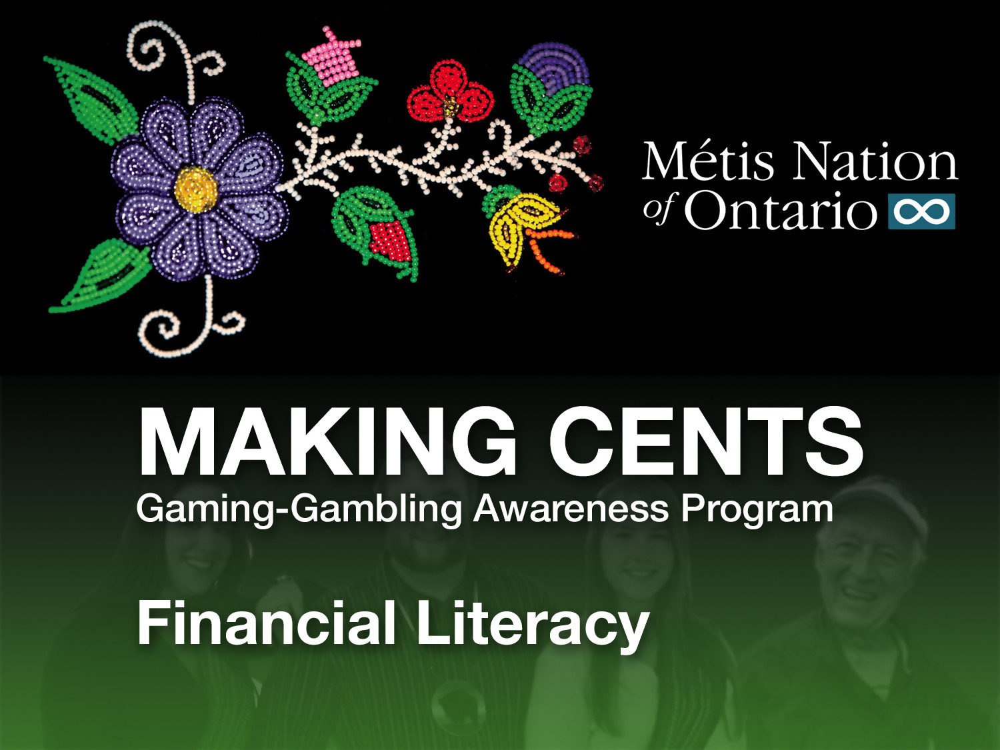 Métis Nation
of Ontario
MAKING CENTS
Gaming-Gambling Awareness Program
Financial Literacy